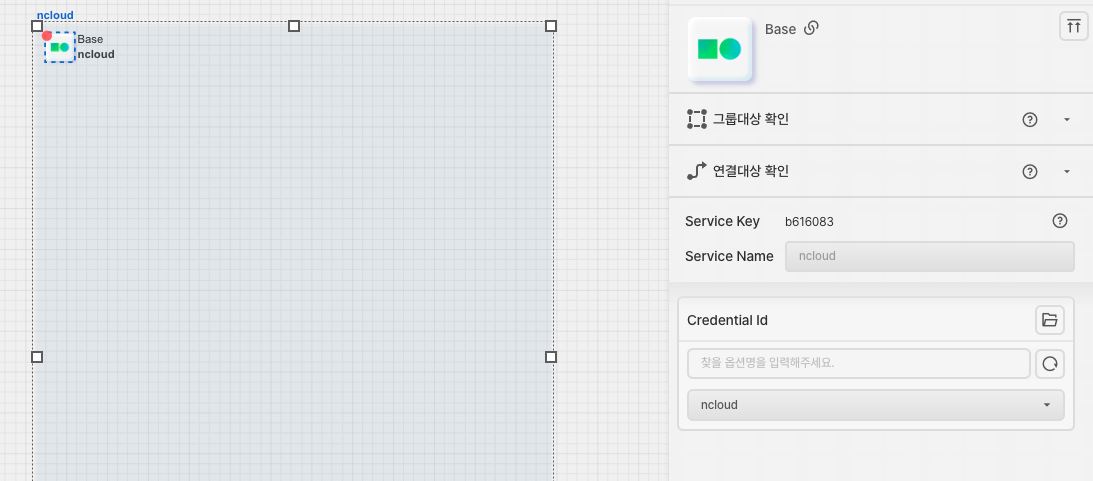 ncloud
Base
ncloud
Base
그룹대상 확인
연결대상 확인
Service Key b616083
Service Name ncloud
Credential Id
찾을 옵션명을 입력해주세요.
ncloud